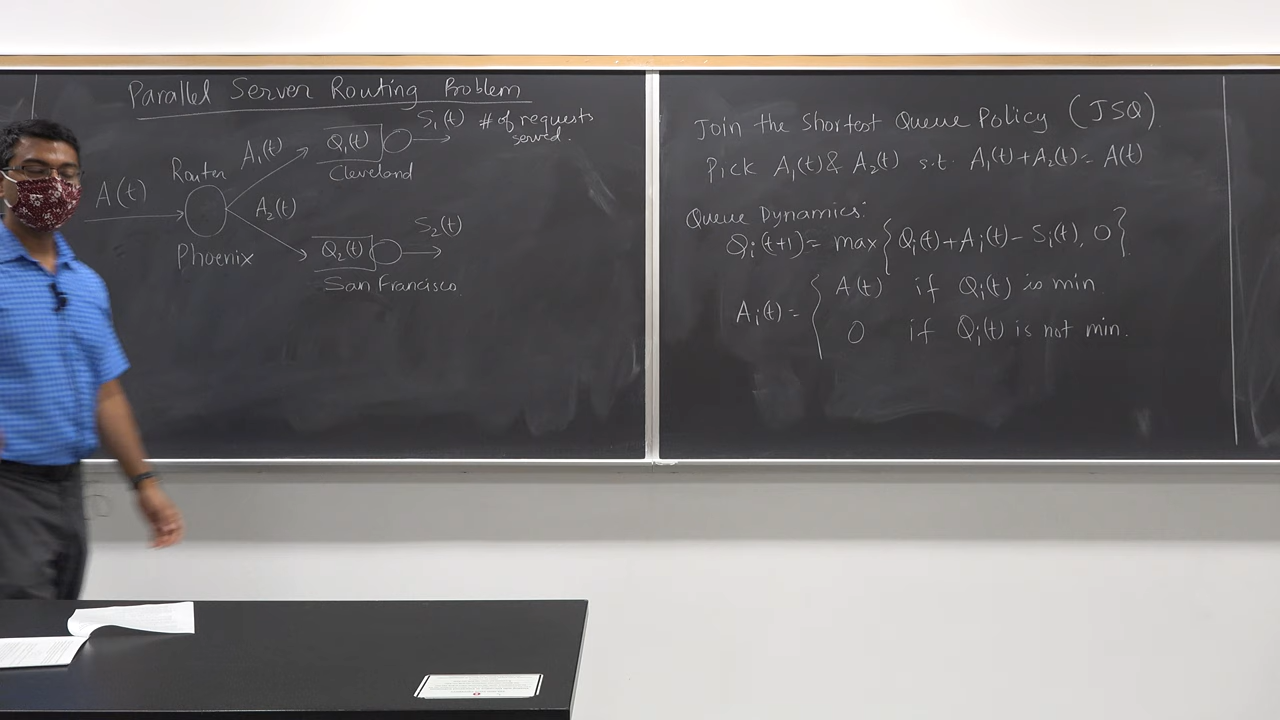 Parallel Server Routing Problem
S₁(t) # of requests
served.
A₁(t)
Q₁(t)
Cleveland
Router
A(t)
A₂(t)
Phoenix
S₂(t)
Q₂(t)
San Francisco
Join the Shortest Queue Policy (JSQ)
Pick A₁(t) & A₂(t) s.t. A₁(t)+A₂(t)=A(t)
Queue Dynamics:
Qᵢ(t+1)= max{Qᵢ(t)+Aᵢ(t)-Sᵢ(t), 0}
Aᵢ(t) = { A(t) if Qᵢ(t) is min
0 if Qᵢ(t) is not min.